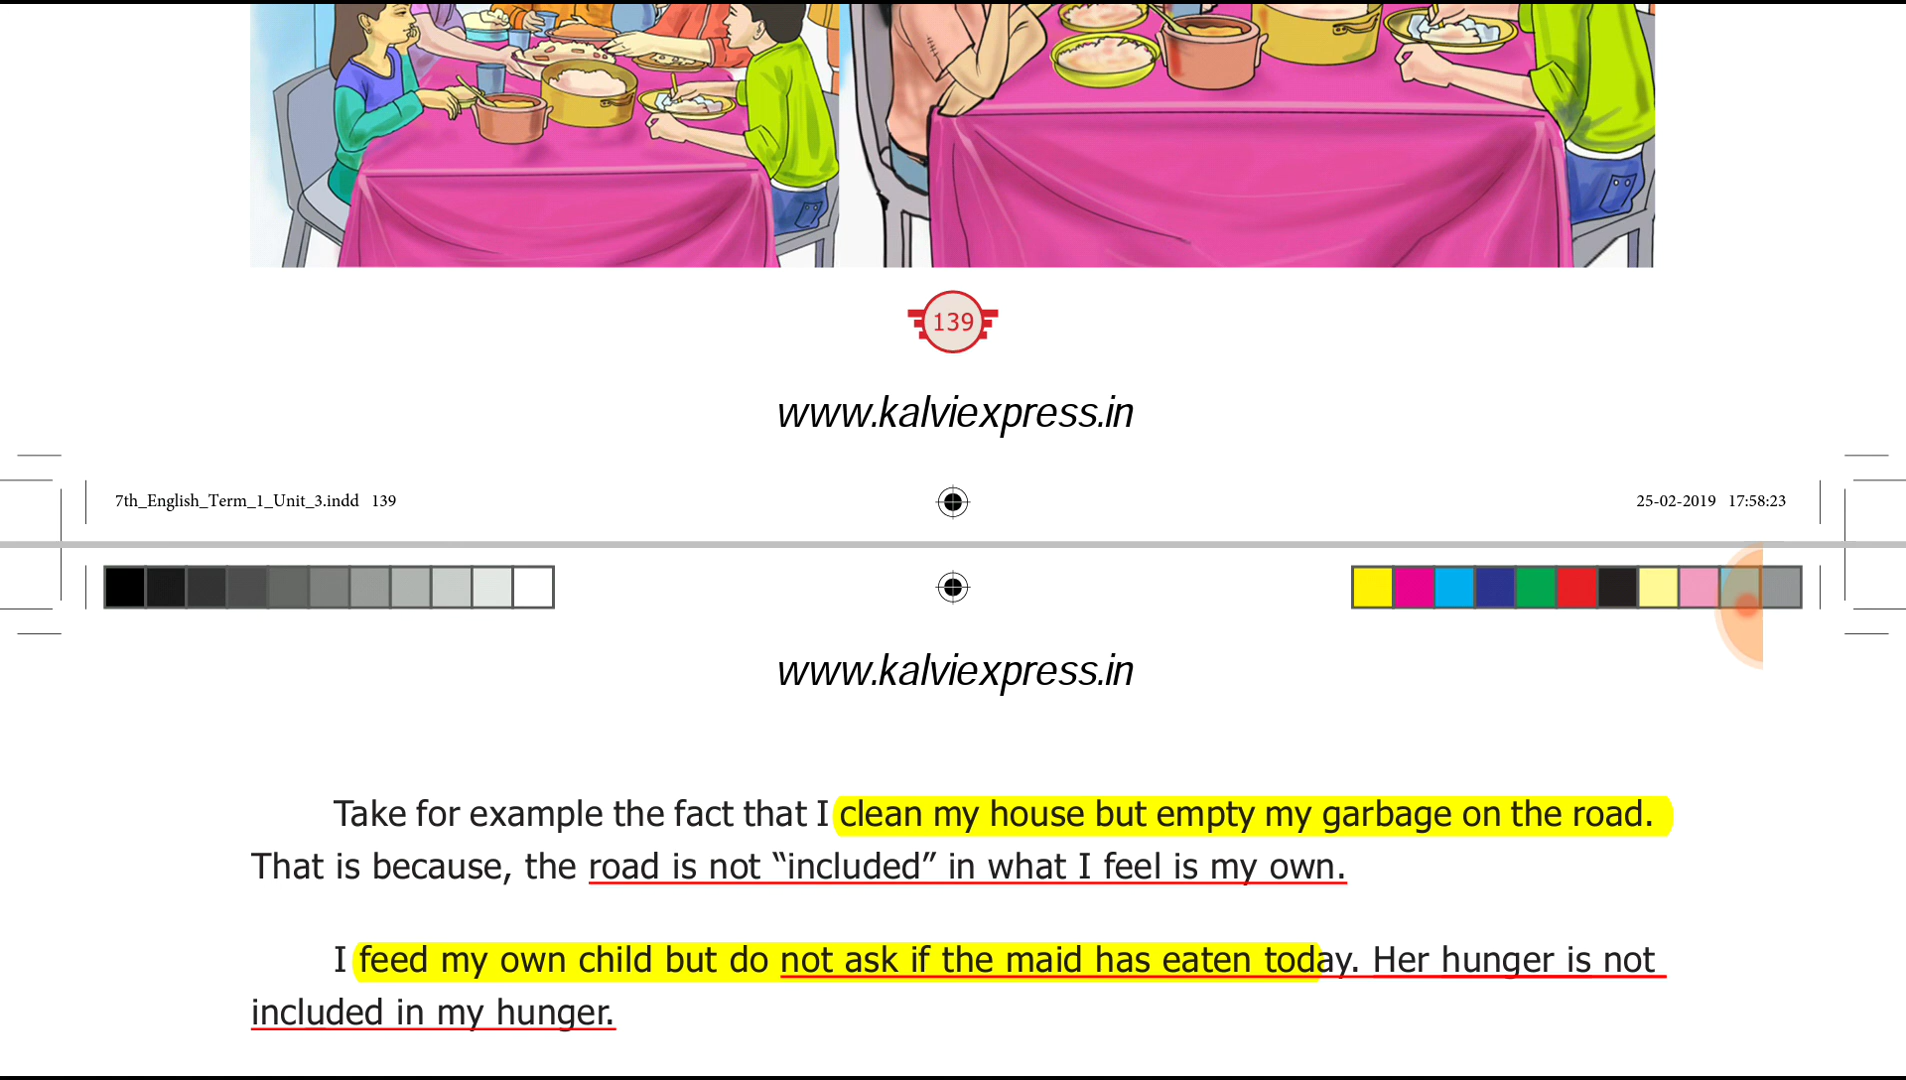 139
www.kalviexpress.in
7th_English_Term_1_Unit_3.indd   139
25-02-2019   17:58:23
www.kalviexpress.in
Take for example the fact that I clean my house but empty my garbage on the road.
That is because, the road is not “included” in what I feel is my own.
I feed my own child but do not ask if the maid has eaten today. Her hunger is not
included in my hunger.